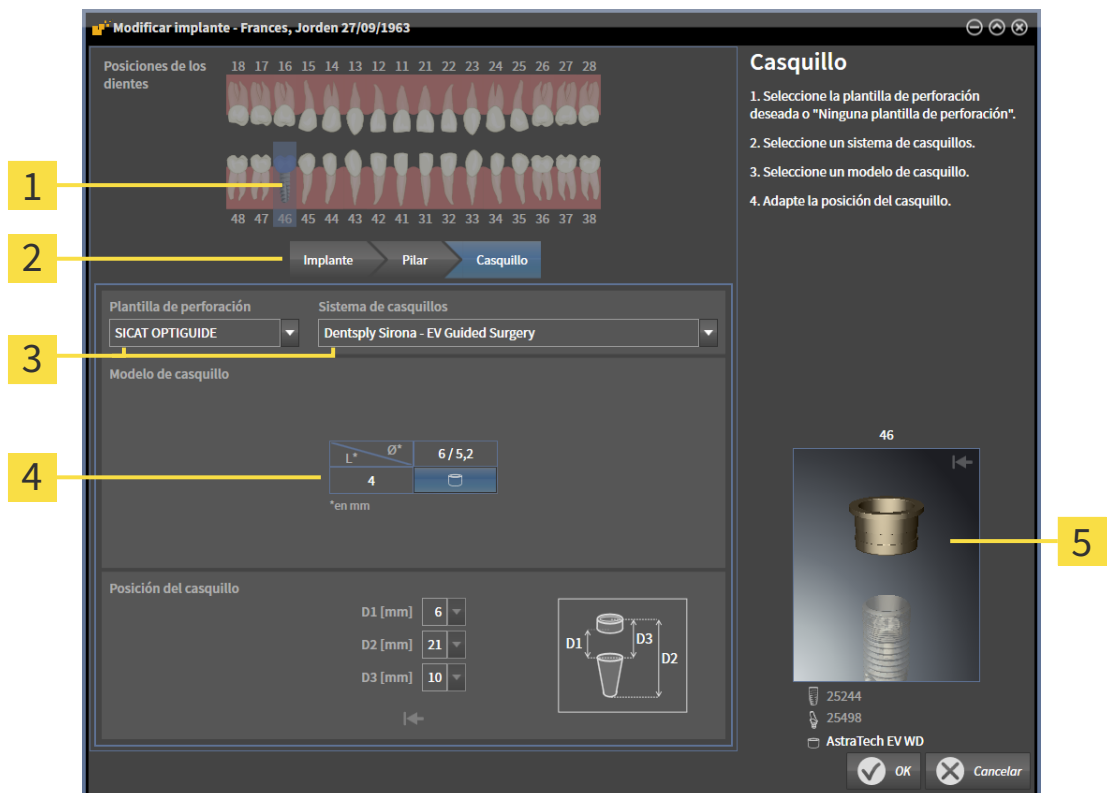 Modificar implante - Frances, Jorden 27/09/1963
Posiciones de los dientes
18 17 16 15 14 13 12 11 21 22 23 24 25 26 27 28
48 47 46 45 44 43 42 41 31 32 33 34 35 36 37 38
1
2
Implante Pilar Casquillo
Plantilla de perforación Sistema de casquillos
SICAT OPTIGUIDE Dentsply Sirona - EV Guided Surgery
3
Modelo de casquillo
L* Ø* 6 / 5,2
4
4
*en mm
Posición del casquillo
D1 [mm] 6
D2 [mm] 21
D3 [mm] 10
D1 D3
D2
Casquillo
1. Seleccione la plantilla de perforación
deseada o "Ninguna plantilla de perforación".
2. Seleccione un sistema de casquillos.
3. Seleccione un modelo de casquillo.
4. Adapte la posición del casquillo.
46
5
25244
25498
AstraTech EV WD
OK Cancelar